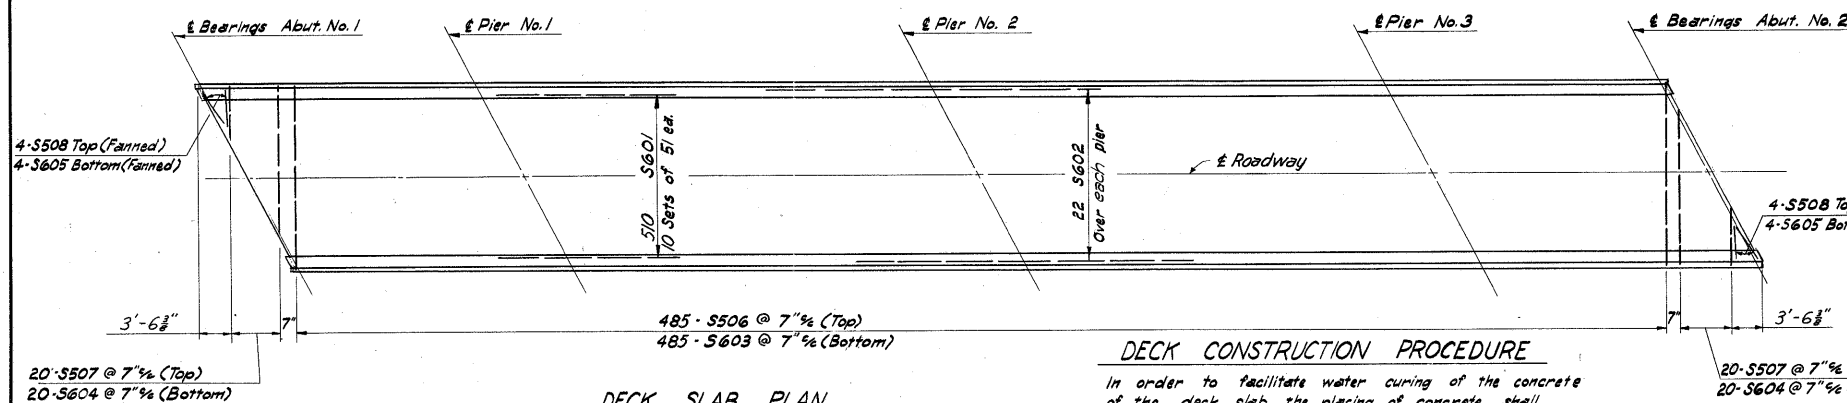 ℄ Bearings Abut. No. 1
℄ Pier No. 1
℄ Pier No. 2
℄ Pier No. 3
℄ Bearings Abut. No. 2
4-S508 Top (Fanned)
4-S605 Bottom (Fanned)
510 S601
10 Sets of 51 ea.
22 S602
Over each pier
℄ Roadway
4-S508 To
4-S605 Bot
3'-6 3/8"
7"
485 - S506 @ 7" c/c (Top)
485 - S603 @ 7" c/c (Bottom)
7"
3'-6 3/8"
20-S507 @ 7" c/c (Top)
20-S604 @ 7" c/c (Bottom)
20-S507 @ 7" c/c
20-S604 @ 7" c/c
DECK SLAB PLAN
DECK CONSTRUCTION PROCEDURE
In order to facilitate water curing of the concrete
of the deck slab, the placing of concrete shall